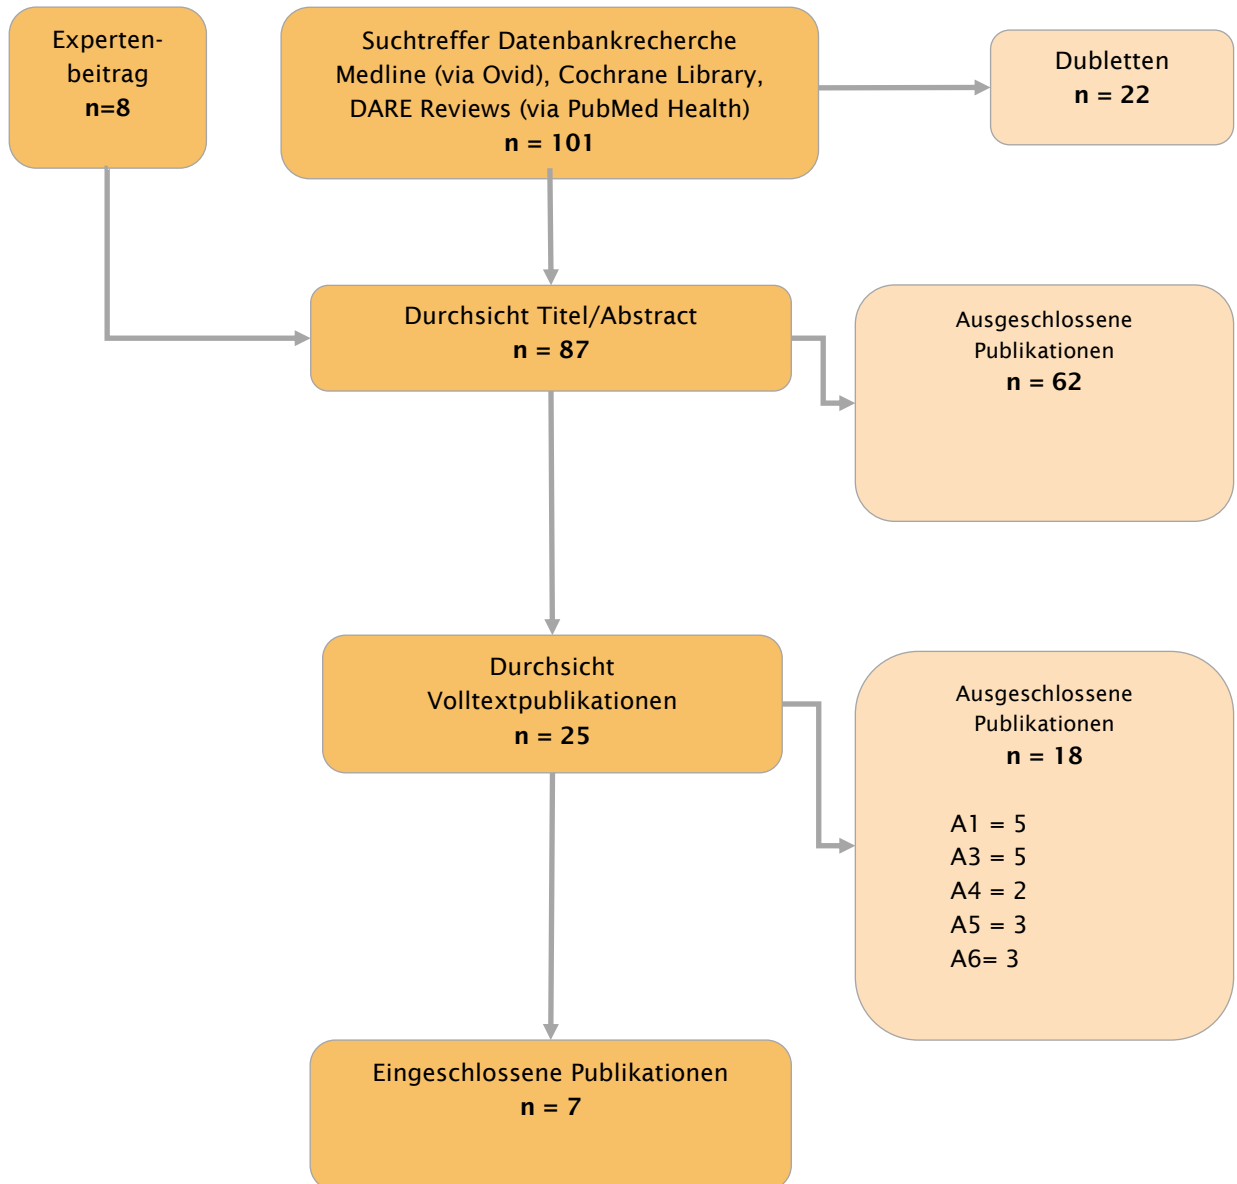 Experten-
beitrag
n=8
Suchtreffer Datenbankrecherche
Medline (via Ovid), Cochrane Library,
DARE Reviews (via PubMed Health)
n = 101
Dubletten
n = 22
Durchsicht Titel/Abstract
n = 87
Ausgeschlossene
Publikationen
n = 62
Durchsicht
Volltextpublikationen
n = 25
Ausgeschlossene
Publikationen
n = 18
A1 = 5
A3 = 5
A4 = 2
A5 = 3
A6= 3
Eingeschlossene Publikationen
n = 7